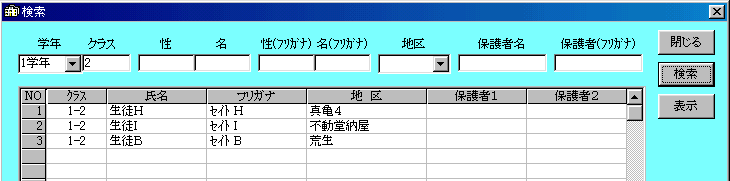 検索
学年 クラス 性 名 性(フリガナ) 名(フリガナ) 地区 保護者名 保護者(フリガナ) 閉じる
1学年 2
検索
NO クラス 氏名 フリガナ 地 区 保護者1 保護者2
表示
1 1-2 生徒H セイト H 真亀4
2 1-2 生徒I セイト I 不動堂納屋
3 1-2 生徒B セイト B 荒生